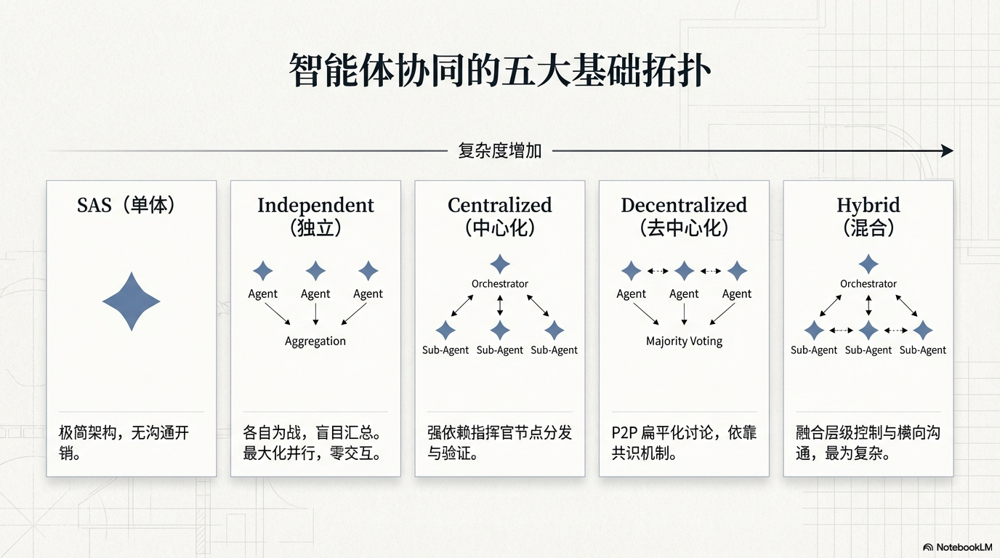 智能体协同的五大基础拓扑
复杂度增加
SAS（单体）
极简架构，无沟通开
销。
Independent
（独立）
Agent Agent Agent
Aggregation
各自为战，盲目汇总。
最大化并行，零交互。
Centralized
（中心化）
Orchestrator
Sub-Agent Sub-Agent Sub-Agent
强依赖指挥官节点分发
与验证。
Decentralized
（去中心化）
Agent Agent Agent
Majority Voting
P2P 扁平化讨论，依靠
共识机制。
Hybrid
（混合）
Orchestrator
Sub-Agent Sub-Agent Sub-Agent
融合层级控制与横向沟
通，最为复杂。
NotebookLM